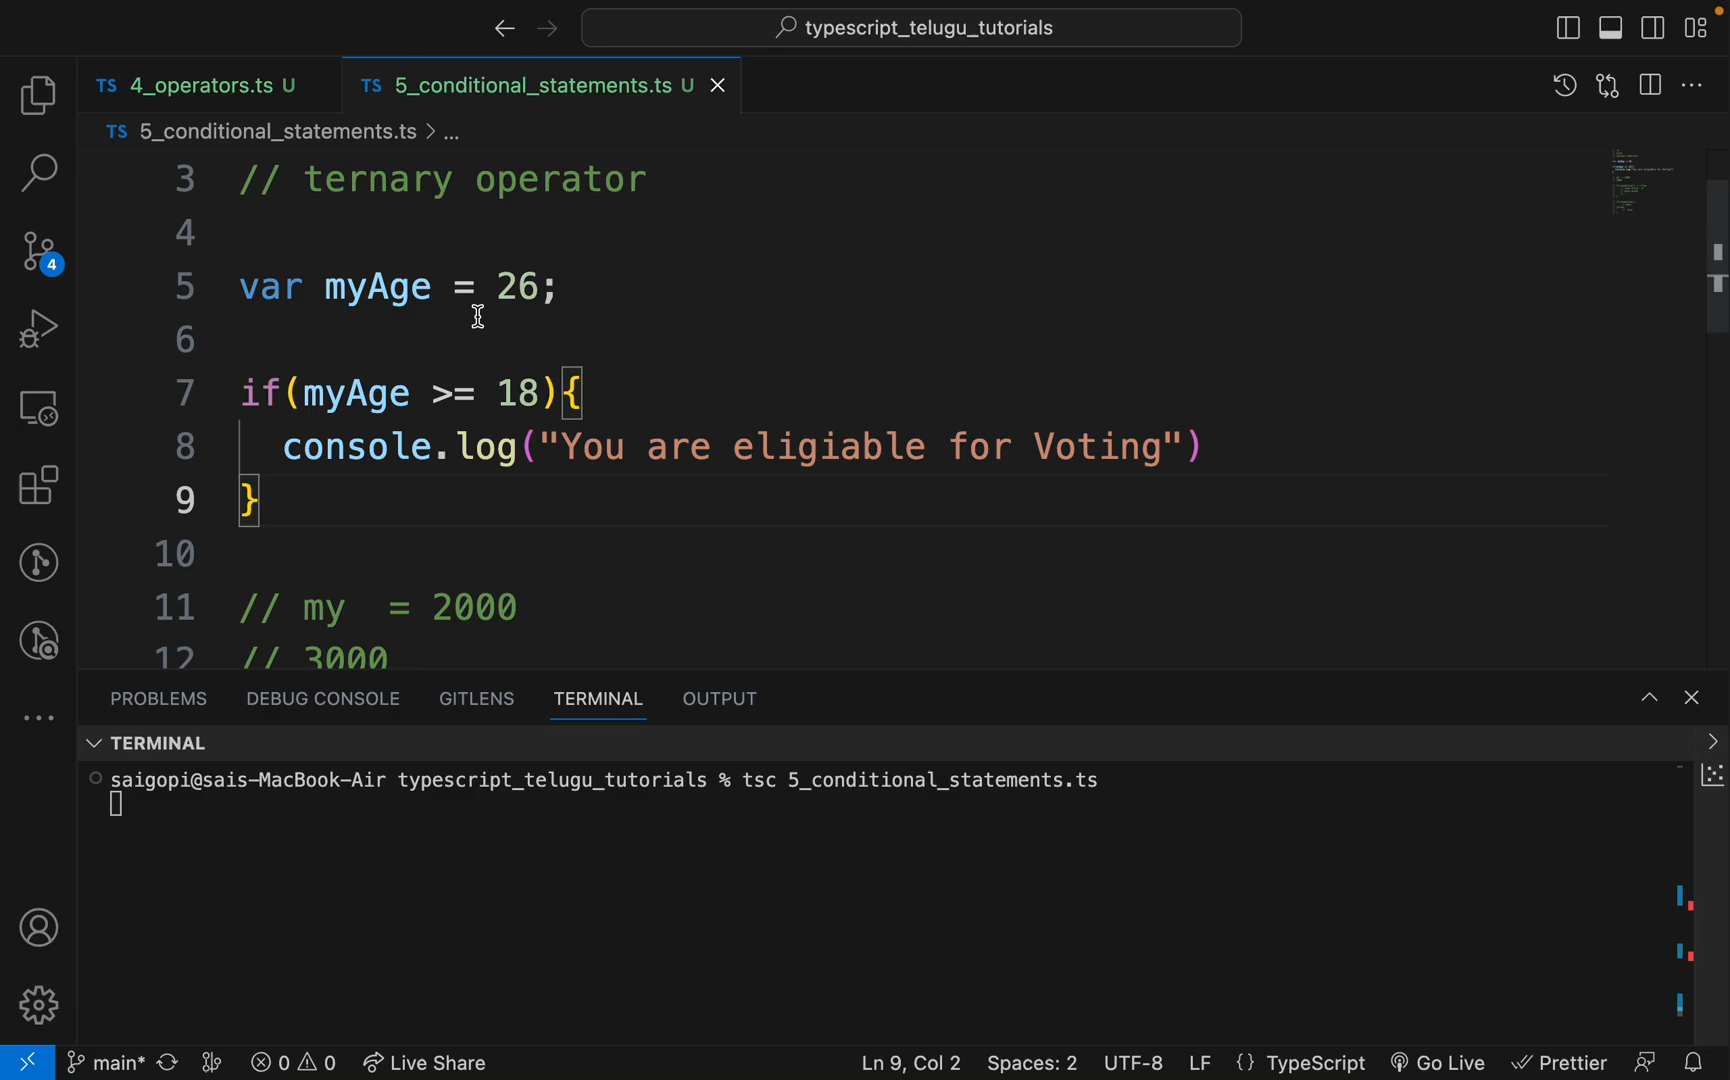 typescript_telugu_tutorials
TS 4_operators.ts U
TS 5_conditional_statements.ts U
TS 5_conditional_statements.ts > ...
3 // ternary operator
4
5 var myAge = 26;
6
7 if(myAge >= 18){
8 console.log("You are eligiable for Voting")
9 }
10
11 // my = 2000
12 // 3000
4
PROBLEMS DEBUG CONSOLE GITLENS TERMINAL OUTPUT
TERMINAL
saigopi@sais-MacBook-Air typescript_telugu_tutorials % tsc 5_conditional_statements.ts
main* 0 0 Live Share Ln 9, Col 2 Spaces: 2 UTF-8 LF {} TypeScript Go Live Prettier